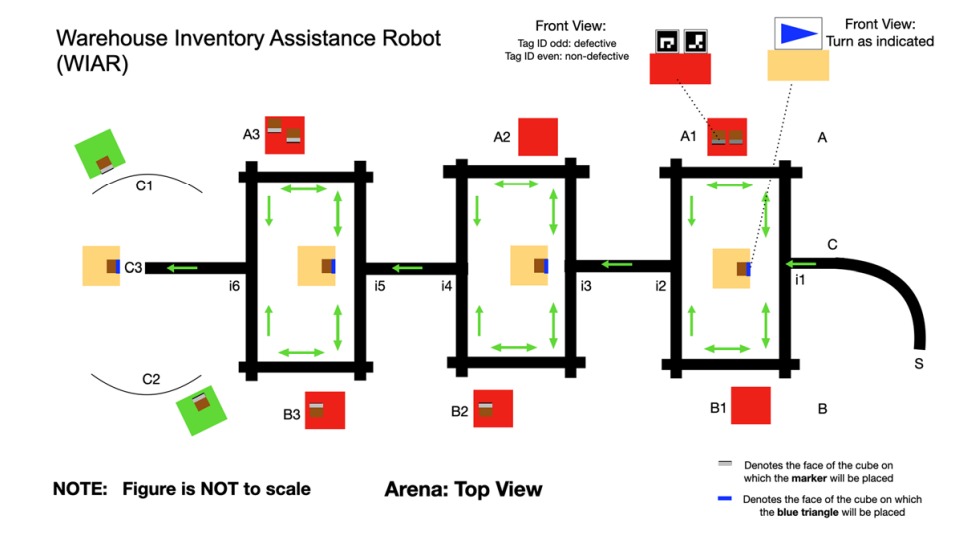 Warehouse Inventory Assistance Robot
(WIAR)
Front View:
Tag ID odd: defective
Tag ID even: non-defective
Front View:
Turn as indicated
A3
A2
A1
A
C1
C3
C
i6
i5
i4
i3
i2
i1
S
C2
B3
B2
B1
B
NOTE: Figure is NOT to scale
Arena: Top View
Denotes the face of the cube on
which the marker will be placed
Denotes the face of the cube on which
the blue triangle will be placed